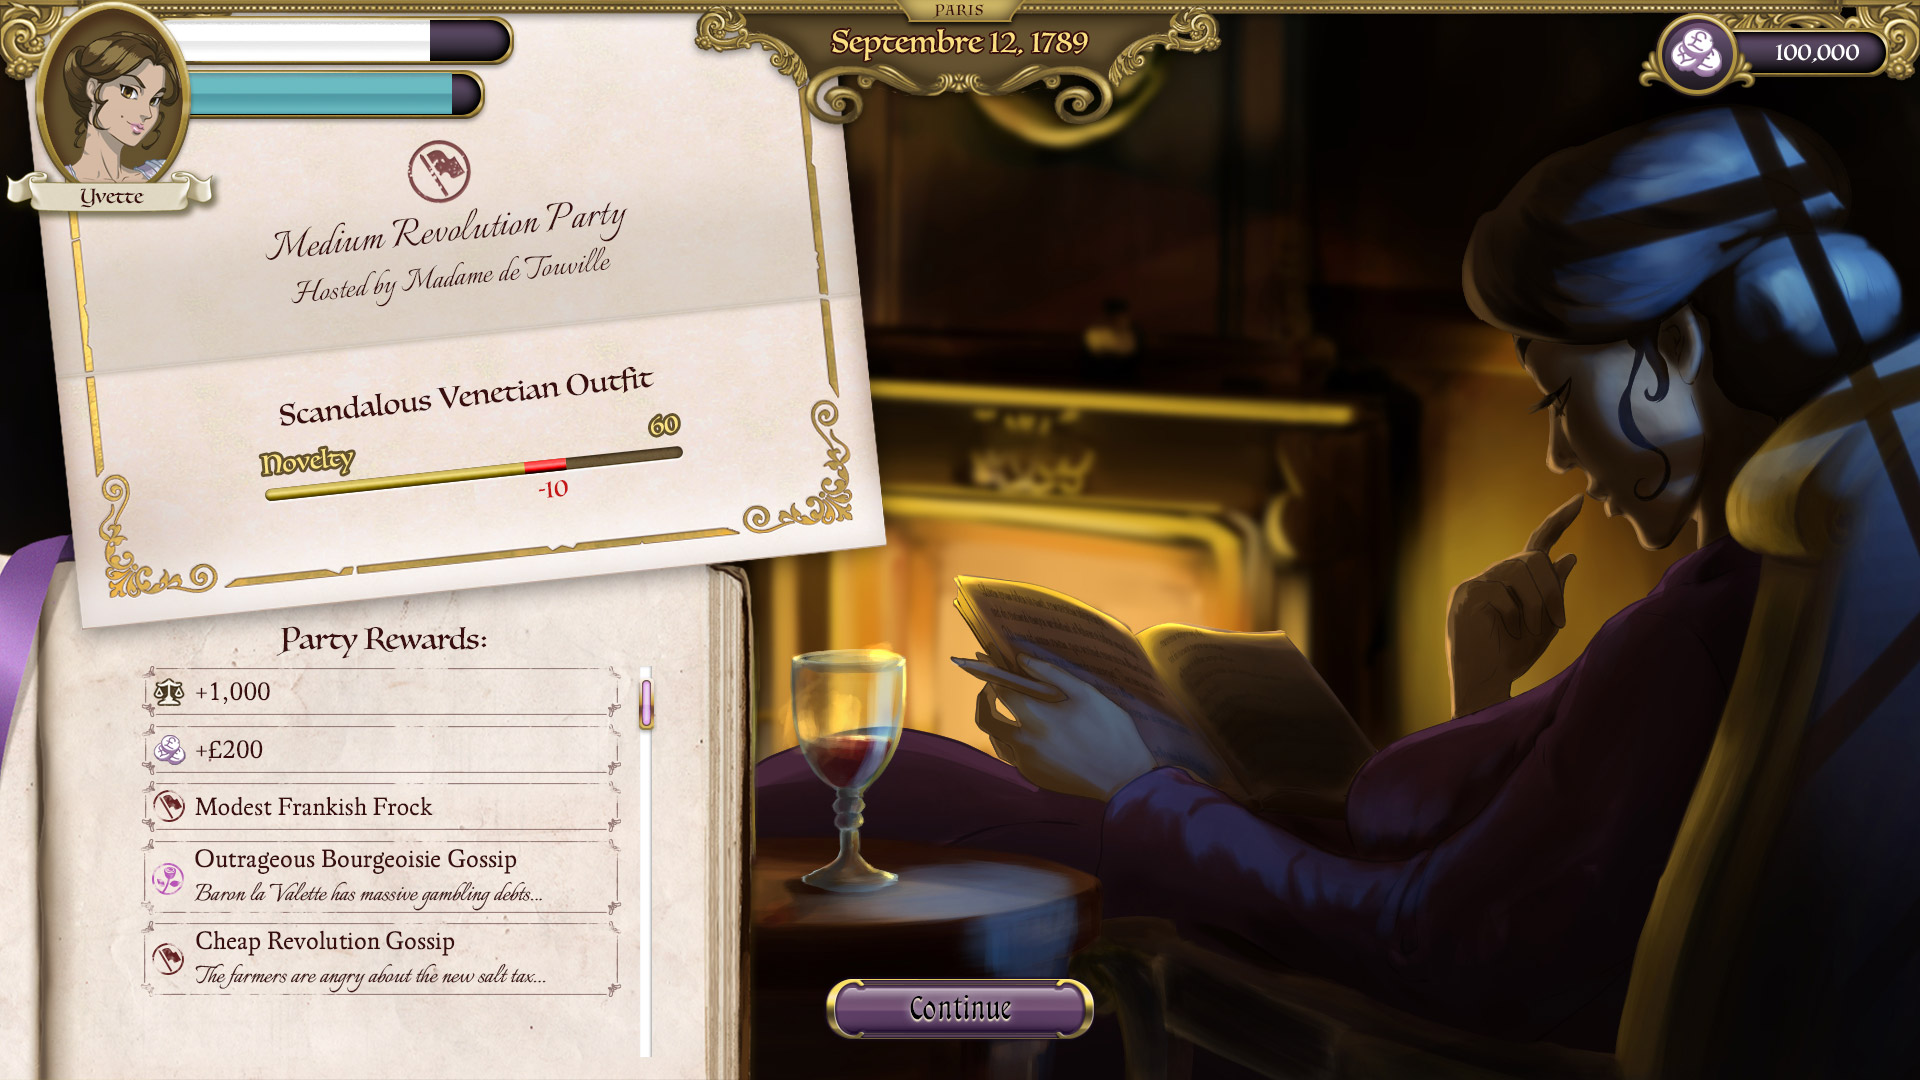 PARIS
Septembre 12, 1789
100,000
Yvette
Medium Revolution Party
Hosted by Madame de Touville
Scandalous Venetian Outfit
Novelty
60
-10
Party Rewards:
+1,000
+£200
Modest Frankish Frock
Outrageous Bourgeoisie Gossip
Baron la Valette has massive gambling debts...
Cheap Revolution Gossip
The farmers are angry about the new salt tax...
Continue